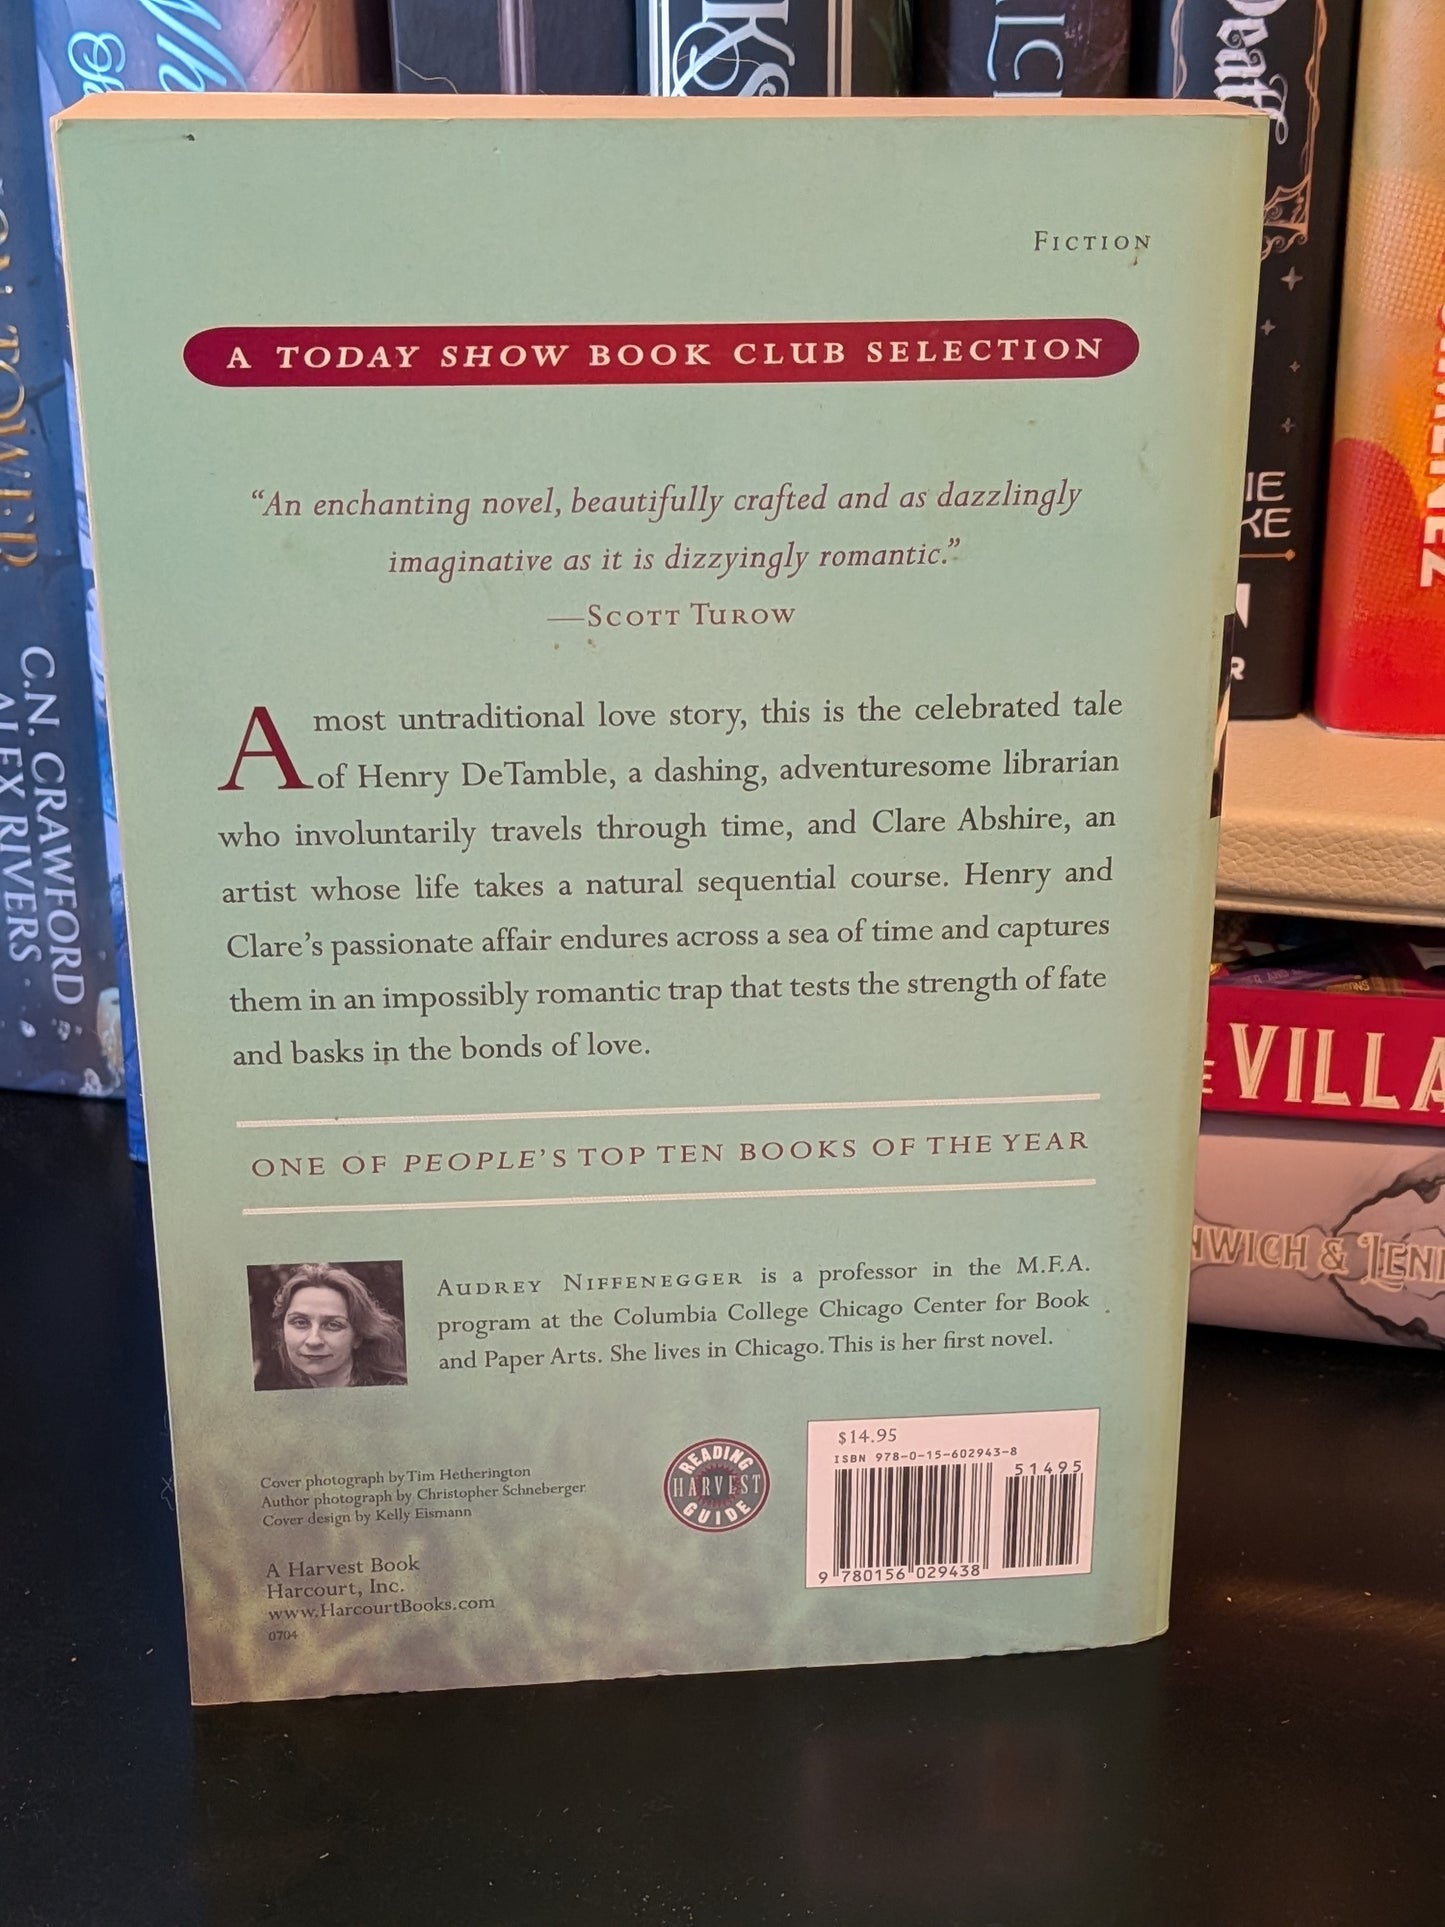 FICTION
A TODAY SHOW BOOK CLUB SELECTION
“An enchanting novel, beautifully crafted and as dazzlingly
imaginative as it is dizzyingly romantic.”
—SCOTT TUROW
A most untraditional love story, this is the celebrated tale
of Henry DeTamble, a dashing, adventuresome librarian
who involuntarily travels through time, and Clare Abshire, an
artist whose life takes a natural sequential course. Henry and
Clare’s passionate affair endures across a sea of time and captures
them in an impossibly romantic trap that tests the strength of fate
and basks in the bonds of love.
ONE OF PEOPLE’S TOP TEN BOOKS OF THE YEAR
AUDREY NIFFENEGGER is a professor in the M.F.A.
program at the Columbia College Chicago Center for Book
and Paper Arts. She lives in Chicago. This is her first novel.
Cover photograph by Tim Hetherington
Author photograph by Christopher Schneberger
Cover design by Kelly Eismann
A Harvest Book
Harcourt, Inc.
www.HarcourtBooks.com
0704
READING
HARVEST
GUIDE
$14.95
ISBN 978-0-15-602943-8
51495
9 780156 029438
C.N. CRAWFORD
ALEX RIVERS
TOWER
VILLA
NWICH & LENN